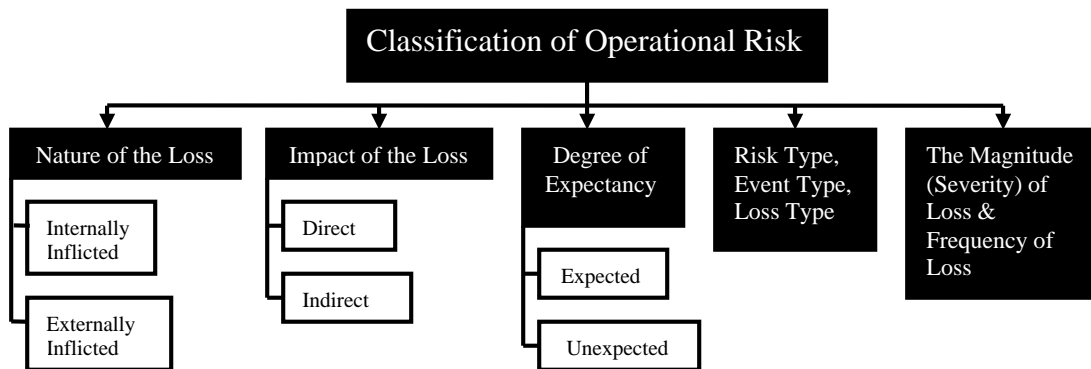 Classification of Operational Risk
Nature of the Loss
Internally
Inflicted
Externally
Inflicted
Impact of the Loss
Direct
Indirect
Degree of
Expectancy
Expected
Unexpected
Risk Type,
Event Type,
Loss Type
The Magnitude
(Severity) of
Loss &
Frequency of
Loss